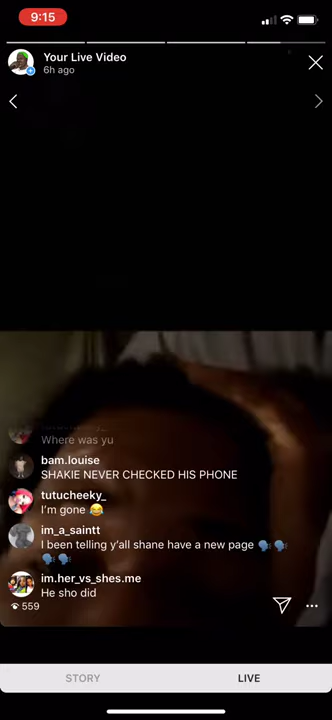 9:15
Your Live Video
6h ago
Where was yu
bam.louise
SHAKIE NEVER CHECKED HIS PHONE
tutucheeky_
I'm gone 😂
im_a_saintt
I been telling y'all shane have a new page 🗣️🗣️
🗣️🗣️
im.her_vs_shes.me
He sho did
559
STORY
LIVE